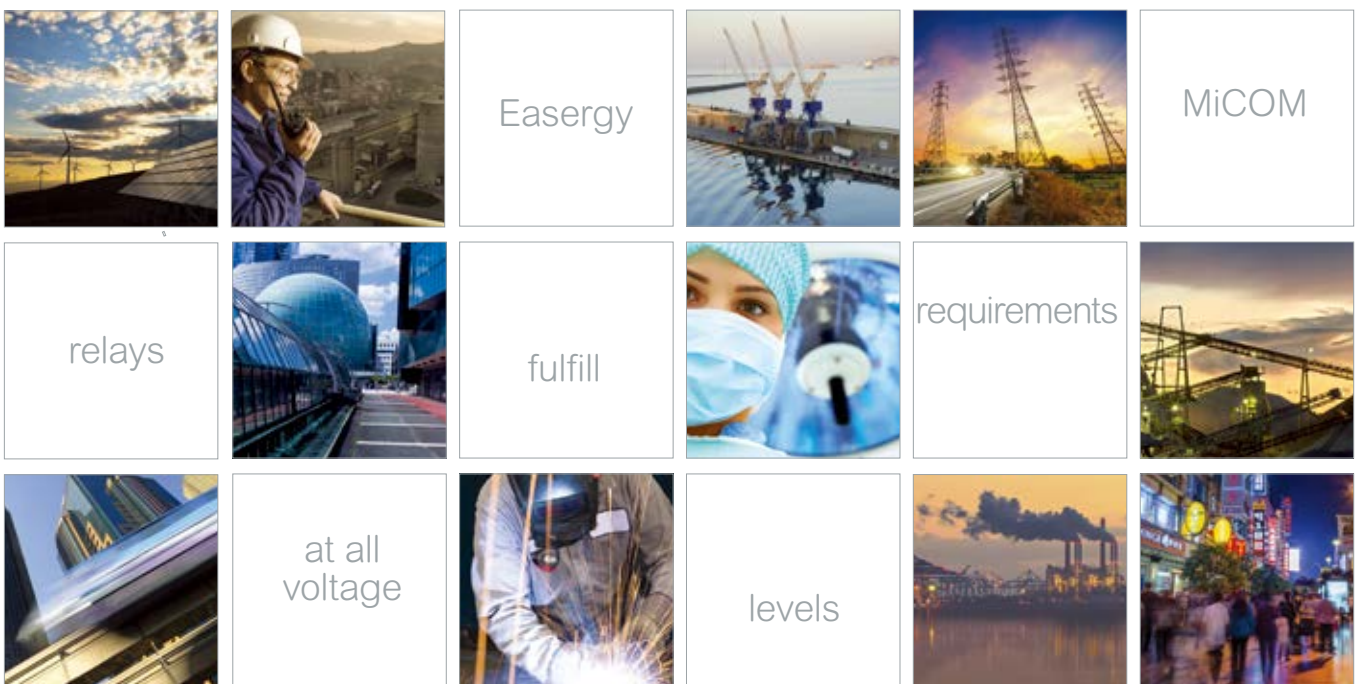 Easergy
MiCOM
relays
fulfill
requirements
at all
voltage
levels